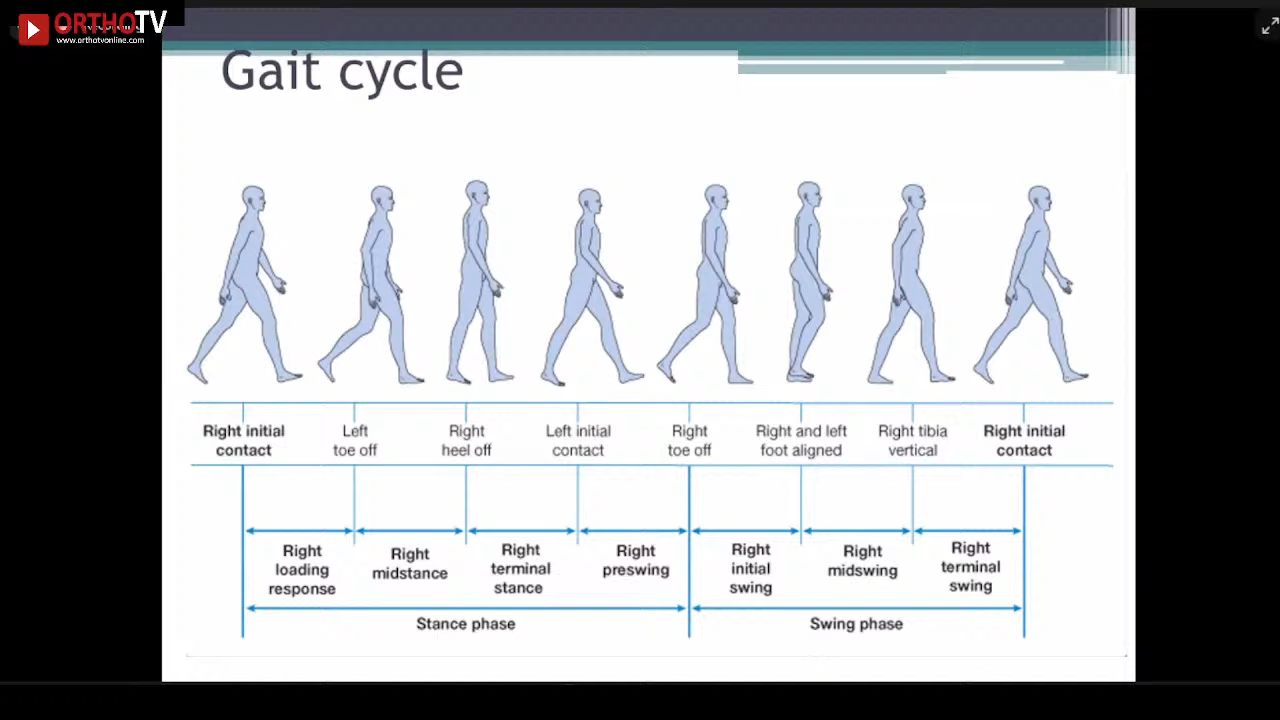 ORTHOTV
www.orthotvonline.com
Gait cycle
Right initial
contact
Left
toe off
Right
heel off
Left initial
contact
Right
toe off
Right and left
foot aligned
Right tibia
vertical
Right initial
contact
Right
loading
response
Right
midstance
Right
terminal
stance
Right
preswing
Right
initial
swing
Right
midswing
Right
terminal
swing
Stance phase
Swing phase